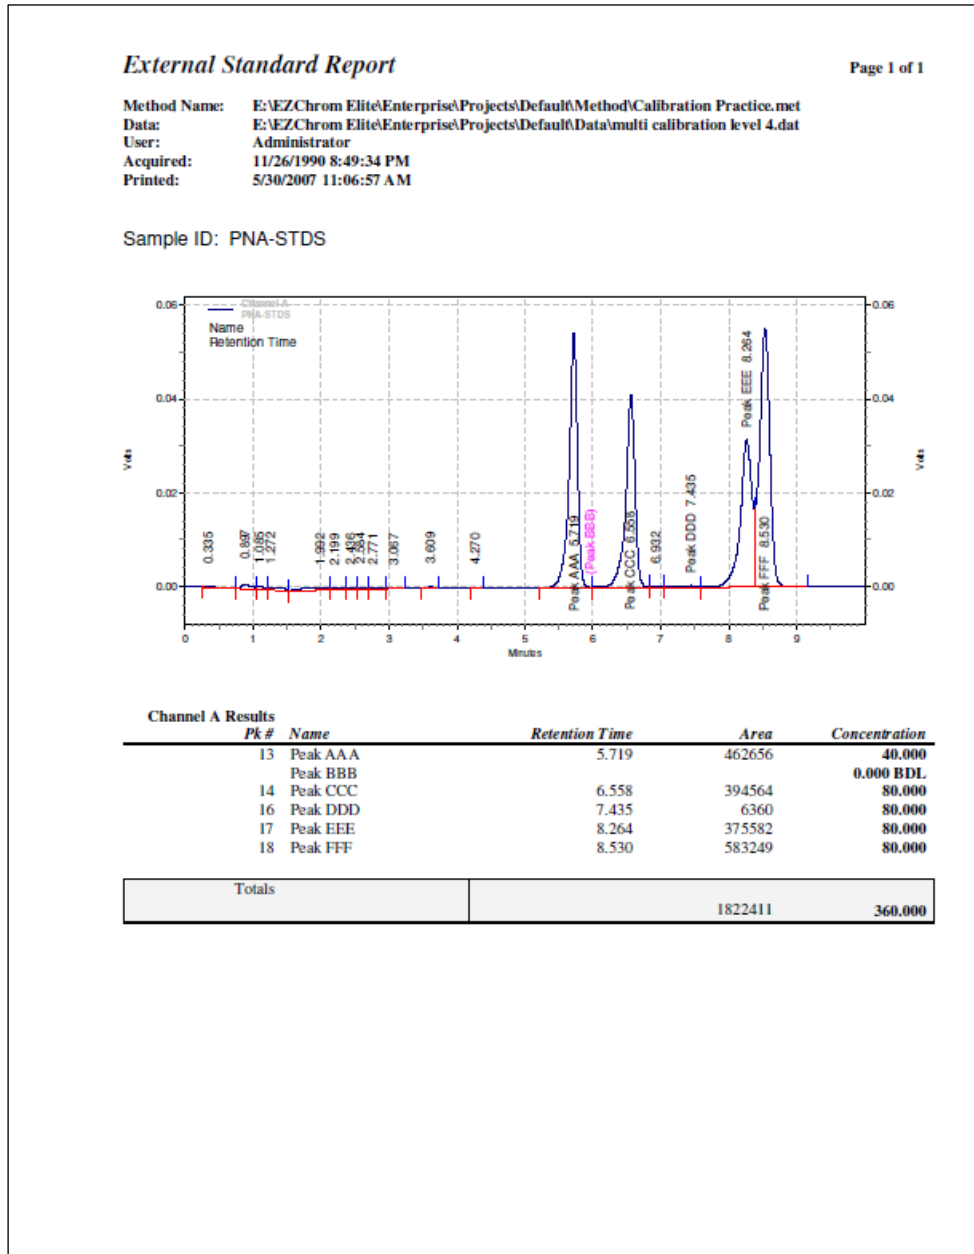 External Standard Report
Page 1 of 1
Method Name: E:\EZChrom Elite\Enterprise\Projects\Default\Method\Calibration Practice.met
Data: E:\EZChrom Elite\Enterprise\Projects\Default\Data\multi calibration level 4.dat
User: Administrator
Acquired: 11/26/1990 8:49:34 PM
Printed: 5/30/2007 11:06:57 AM
Sample ID: PNA-STDS
Channel A
PNA-STDS
Name
Retention Time
0.06
0.04
0.02
0.00
Volts
0.335
0.897
1.085
1.272
1.992
2.199
2.436
2.584
2.771
3.067
3.609
4.270
Peak AAA 5.719
(Peak BBB)
Peak CCC 6.558
6.932
Peak DDD 7.435
Peak EEE 8.264
Peak FFF 8.530
0.06
0.04
0.02
0.00
Volts
0 1 2 3 4 5 6 7 8 9
Minutes
Channel A Results
Pk # Name Retention Time Area Concentration
13 Peak AAA 5.719 462656 40.000
Peak BBB 0.000 BDL
14 Peak CCC 6.558 394564 80.000
16 Peak DDD 7.435 6360 80.000
17 Peak EEE 8.264 375582 80.000
18 Peak FFF 8.530 583249 80.000
Totals
1822411 360.000